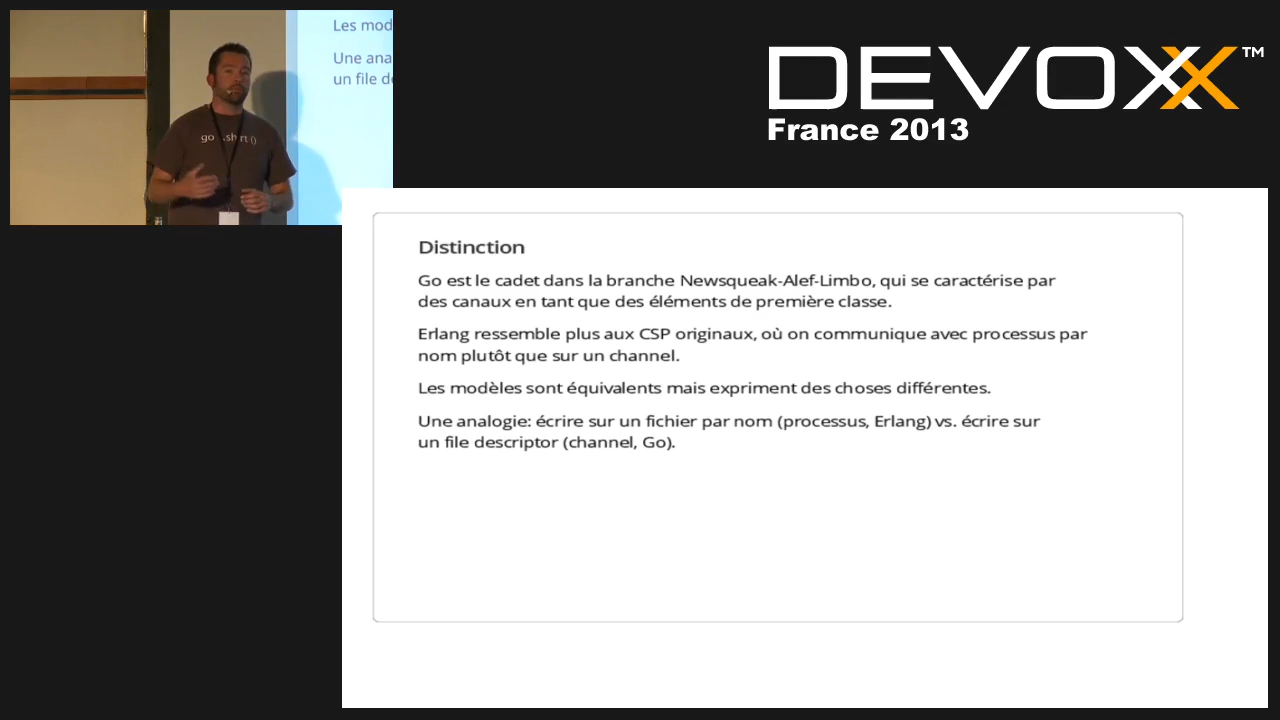 Les mod
Une ana
un file de
go
DEVOXX™
France 2013
Distinction
Go est le cadet dans la branche Newsqueak-Alef-Limbo, qui se caractérise par
des canaux en tant que des éléments de première classe.
Erlang ressemble plus aux CSP originaux, où on communique avec processus par
nom plutôt que sur un channel.
Les modèles sont équivalents mais expriment des choses différentes.
Une analogie: écrire sur un fichier par nom (processus, Erlang) vs. écrire sur
un file descriptor (channel, Go).